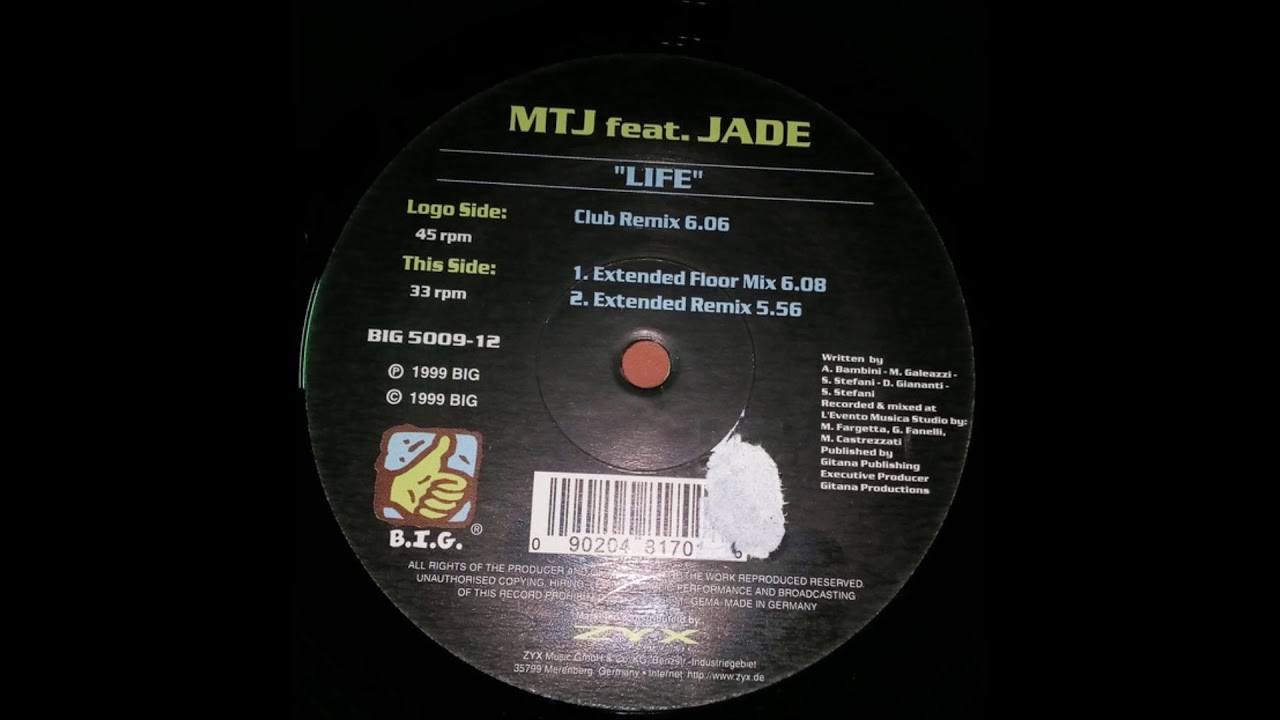 MTJ feat. JADE
"LIFE"
Logo Side:
45 rpm
Club Remix 6.06
This Side:
33 rpm
1. Extended Floor Mix 6.08
2. Extended Remix 5.56
BIG 5009-12
Ⓟ 1999 BIG
© 1999 BIG
Written by
A. Bambini - M. Galeazzi -
S. Stefani - D. Giananti -
S. Stefani
Recorded & mixed at
L'Evento Musica Studio by:
M. Fargetta, G. Fanelli,
M. Castrezzati
Published by
Gitana Publishing
Executive Producer
Gitana Productions
B.I.G. ®
0 90204 8170
ALL RIGHTS OF THE PRODUCER AND THE WORK REPRODUCED RESERVED.
UNAUTHORISED COPYING, HIRING PERFORMANCE AND BROADCASTING
OF THIS RECORD GEMA· MADE IN GERMANY
by
ZYX
ZYX Music GmbH & Co. KG, Benzstr.-Industriegebiet
35799 Merenberg, Germany • Internet: http://www.zyx.de